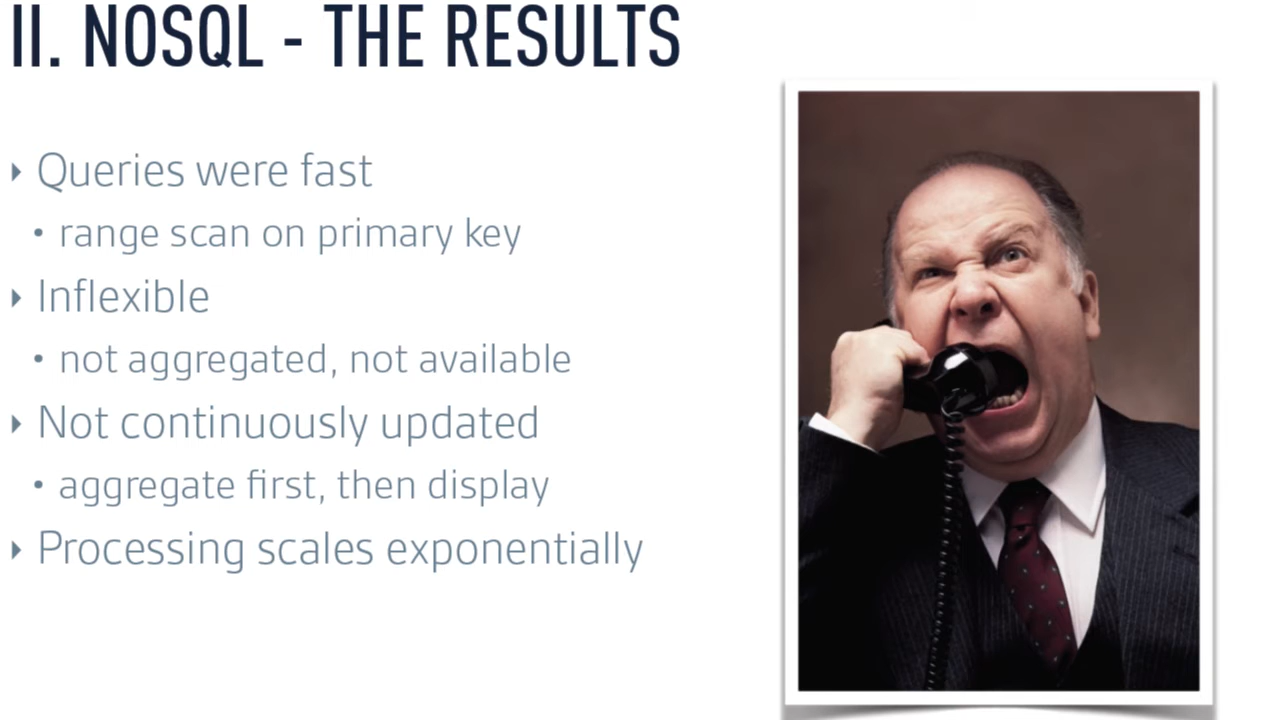 II. NOSQL - THE RESULTS
Queries were fast
range scan on primary key
Inflexible
not aggregated, not available
Not continuously updated
aggregate first, then display
Processing scales exponentially